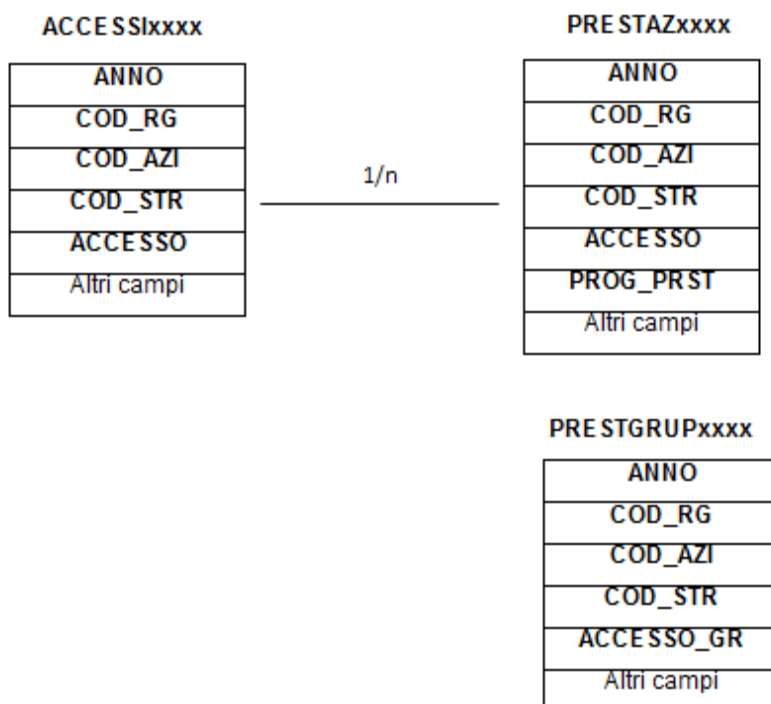 ACCESSIxxxx
ANNO
COD_RG
COD_AZI
COD_STR
ACCESSO
Altri campi
1/n
PRESTAZxxxx
ANNO
COD_RG
COD_AZI
COD_STR
ACCESSO
PROG_PRST
Altri campi
PRESTGRUPxxxx
ANNO
COD_RG
COD_AZI
COD_STR
ACCESSO_GR
Altri campi